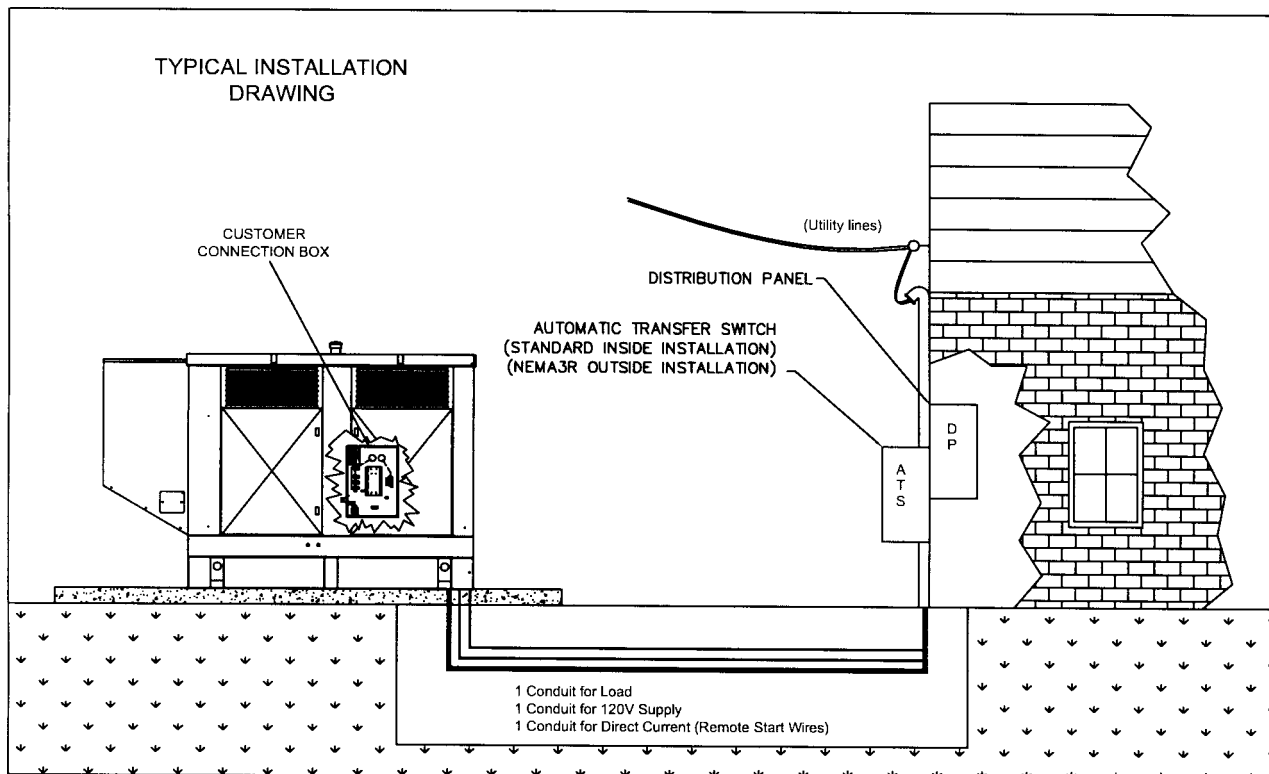 TYPICAL INSTALLATION
DRAWING
CUSTOMER
CONNECTION BOX
(Utility lines)
DISTRIBUTION PANEL
AUTOMATIC TRANSFER SWITCH
(STANDARD INSIDE INSTALLATION)
(NEMA3R OUTSIDE INSTALLATION)
D
P
A
T
S
1 Conduit for Load
1 Conduit for 120V Supply
1 Conduit for Direct Current (Remote Start Wires)